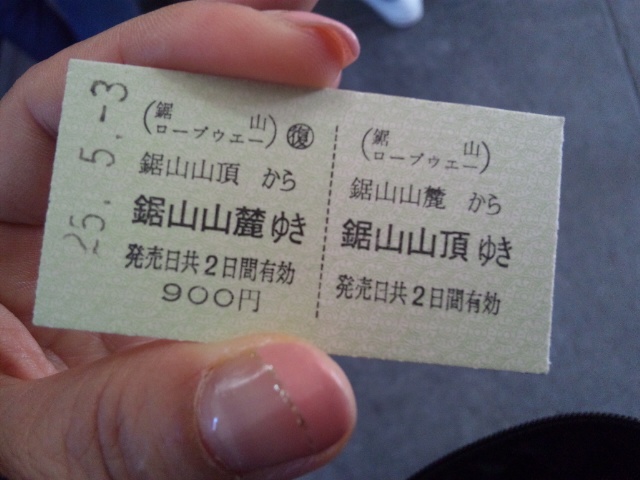 25.5.-3
(鋸山
ロープウエー) 復
鋸山山頂 から
鋸山山麓 ゆき
発売日共2日間有効
900円
(鋸山
ロープウェー)
鋸山山麓 から
鋸山山頂 ゆき
発売日共2日間有効